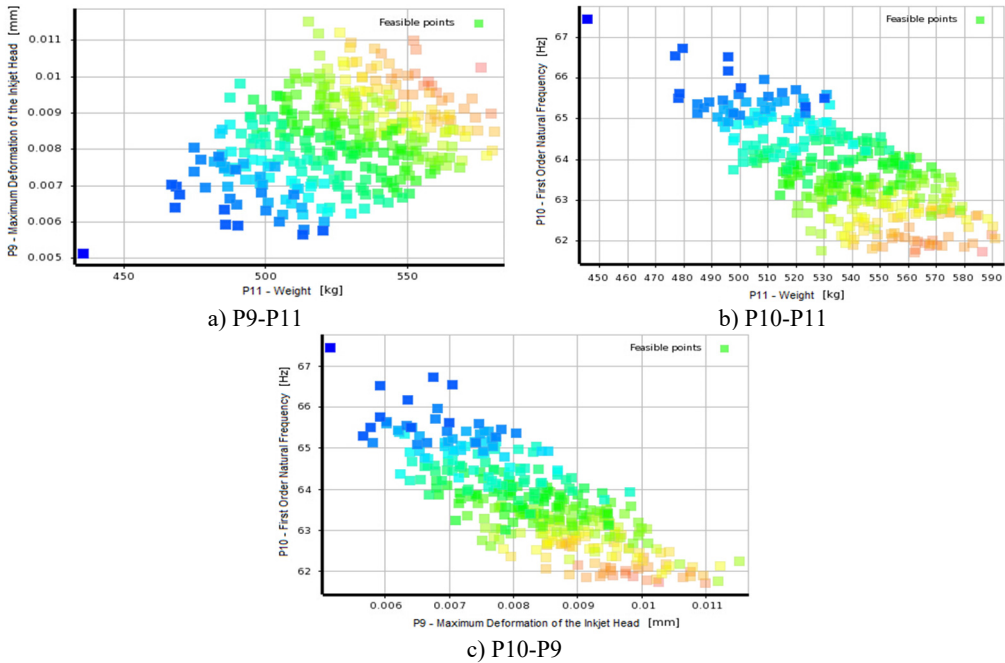 P9 - Maximum Deformation of the Inkjet Head [mm]
0.011
0.01
0.009
0.008
0.007
0.006
0.005
Feasible points
450 500 550
P11 - Weight [kg]
a) P9-P11
P10 - First Order Natural Frequency [Hz]
67
66
65
64
63
62
Feasible points
450 460 470 480 490 500 510 520 530 540 550 560 570 580 590
P11 - Weight [kg]
b) P10-P11
P10 - First Order Natural Frequency [Hz]
67
66
65
64
63
62
Feasible points
0.006 0.007 0.008 0.009 0.01 0.011
P9 - Maximum Deformation of the Inkjet Head [mm]
c) P10-P9